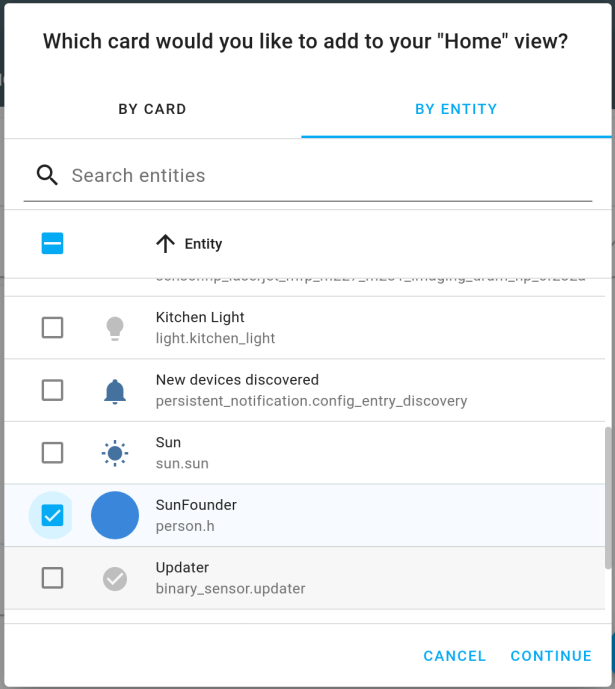 Which card would you like to add to your "Home" view?
BY CARD
BY ENTITY
Search entities
Entity
Kitchen Light
light.kitchen_light
New devices discovered
persistent_notification.config_entry_discovery
Sun
sun.sun
SunFounder
person.h
Updater
binary_sensor.updater
CANCEL
CONTINUE